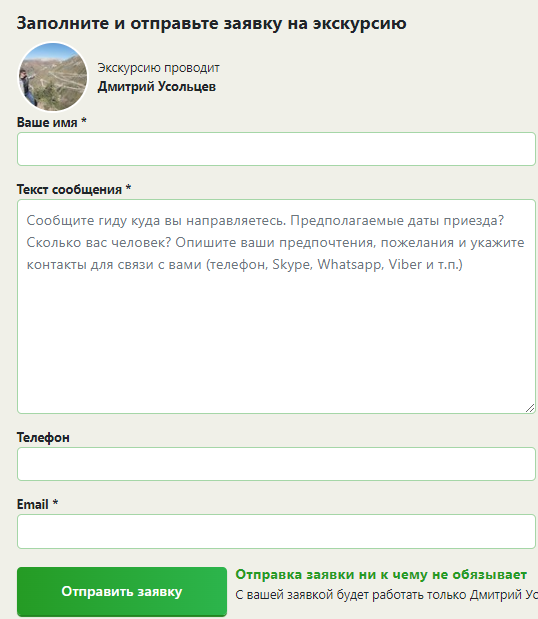 Заполните и отправьте заявку на экскурсию
Экскурсию проводит
Дмитрий Усольцев
Ваше имя *
Текст сообщения *
Сообщите гиду куда вы направляетесь. Предполагаемые даты приезда?
Сколько вас человек? Опишите ваши предпочтения, пожелания и укажите
контакты для связи с вами (телефон, Skype, Whatsapp, Viber и т.п.)
Телефон
Email *
Отправка заявки ни к чему не обязывает
Отправить заявку
С вашей заявкой будет работать только Дмитрий Ус